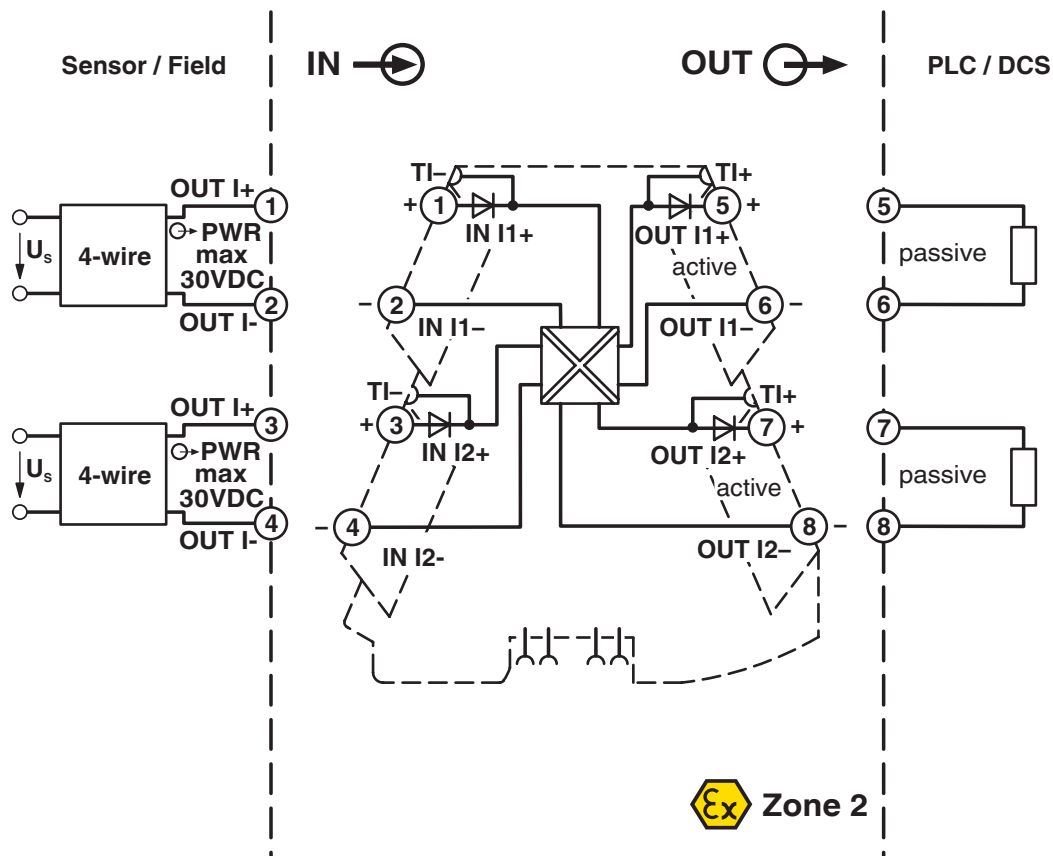 Sensor / Field
IN
OUT
PLC / DCS
OUT I+
1
PWR
max
30VDC
Us
4-wire
OUT I-
2
OUT I+
3
PWR
max
30VDC
Us
4-wire
OUT I-
4
TI–
+
1
IN I1+
–
2
IN I1–
TI–
+
3
IN I2+
–
4
IN I2-
TI+
5
+
OUT I1+
active
6
–
OUT I1–
TI+
7
+
OUT I2+
active
8
–
OUT I2–
5
passive
6
7
passive
8
Ex
Zone 2